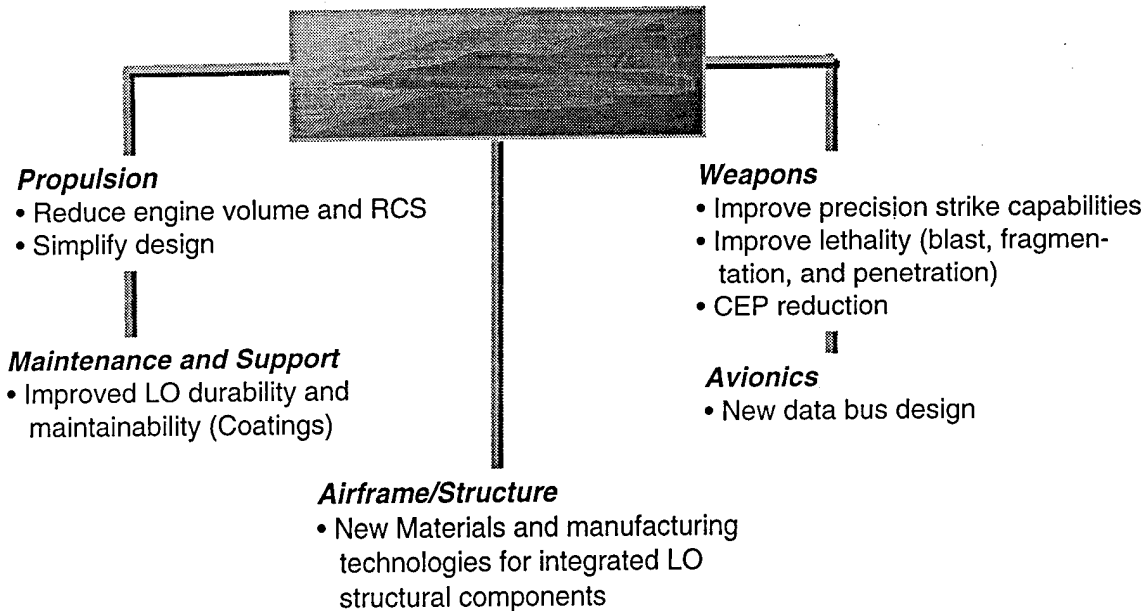 Propulsion
• Reduce engine volume and RCS
• Simplify design
Maintenance and Support
• Improved LO durability and
maintainability (Coatings)
Airframe/Structure
• New Materials and manufacturing
technologies for integrated LO
structural components
Weapons
• Improve precision strike capabilities
• Improve lethality (blast, fragmen-
tation, and penetration)
• CEP reduction
Avionics
• New data bus design